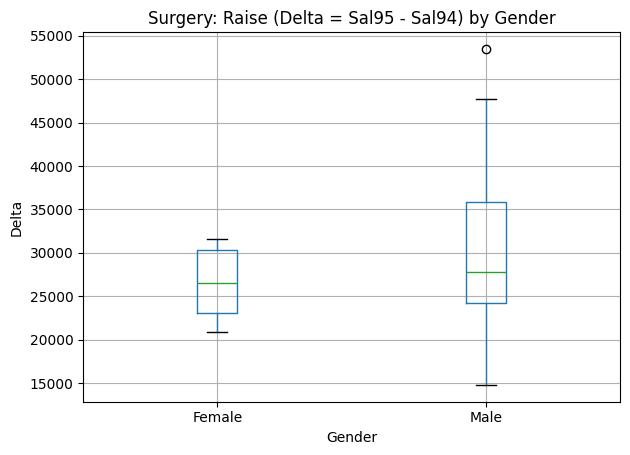 Surgery: Raise (Delta = Sal95 - Sal94) by Gender
55000
50000
45000
40000
35000
30000
25000
20000
15000
Delta
Female
Male
Gender